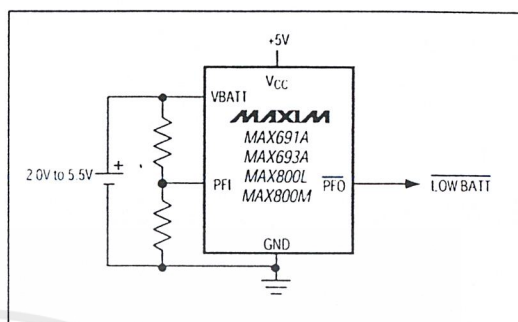 +5V
VCC
VBATT
MAXIM
MAX691A
MAX693A
2.0V to 5.5V
+
PFI
MAX800L
PFO
LOW BATT
MAX800M
GND